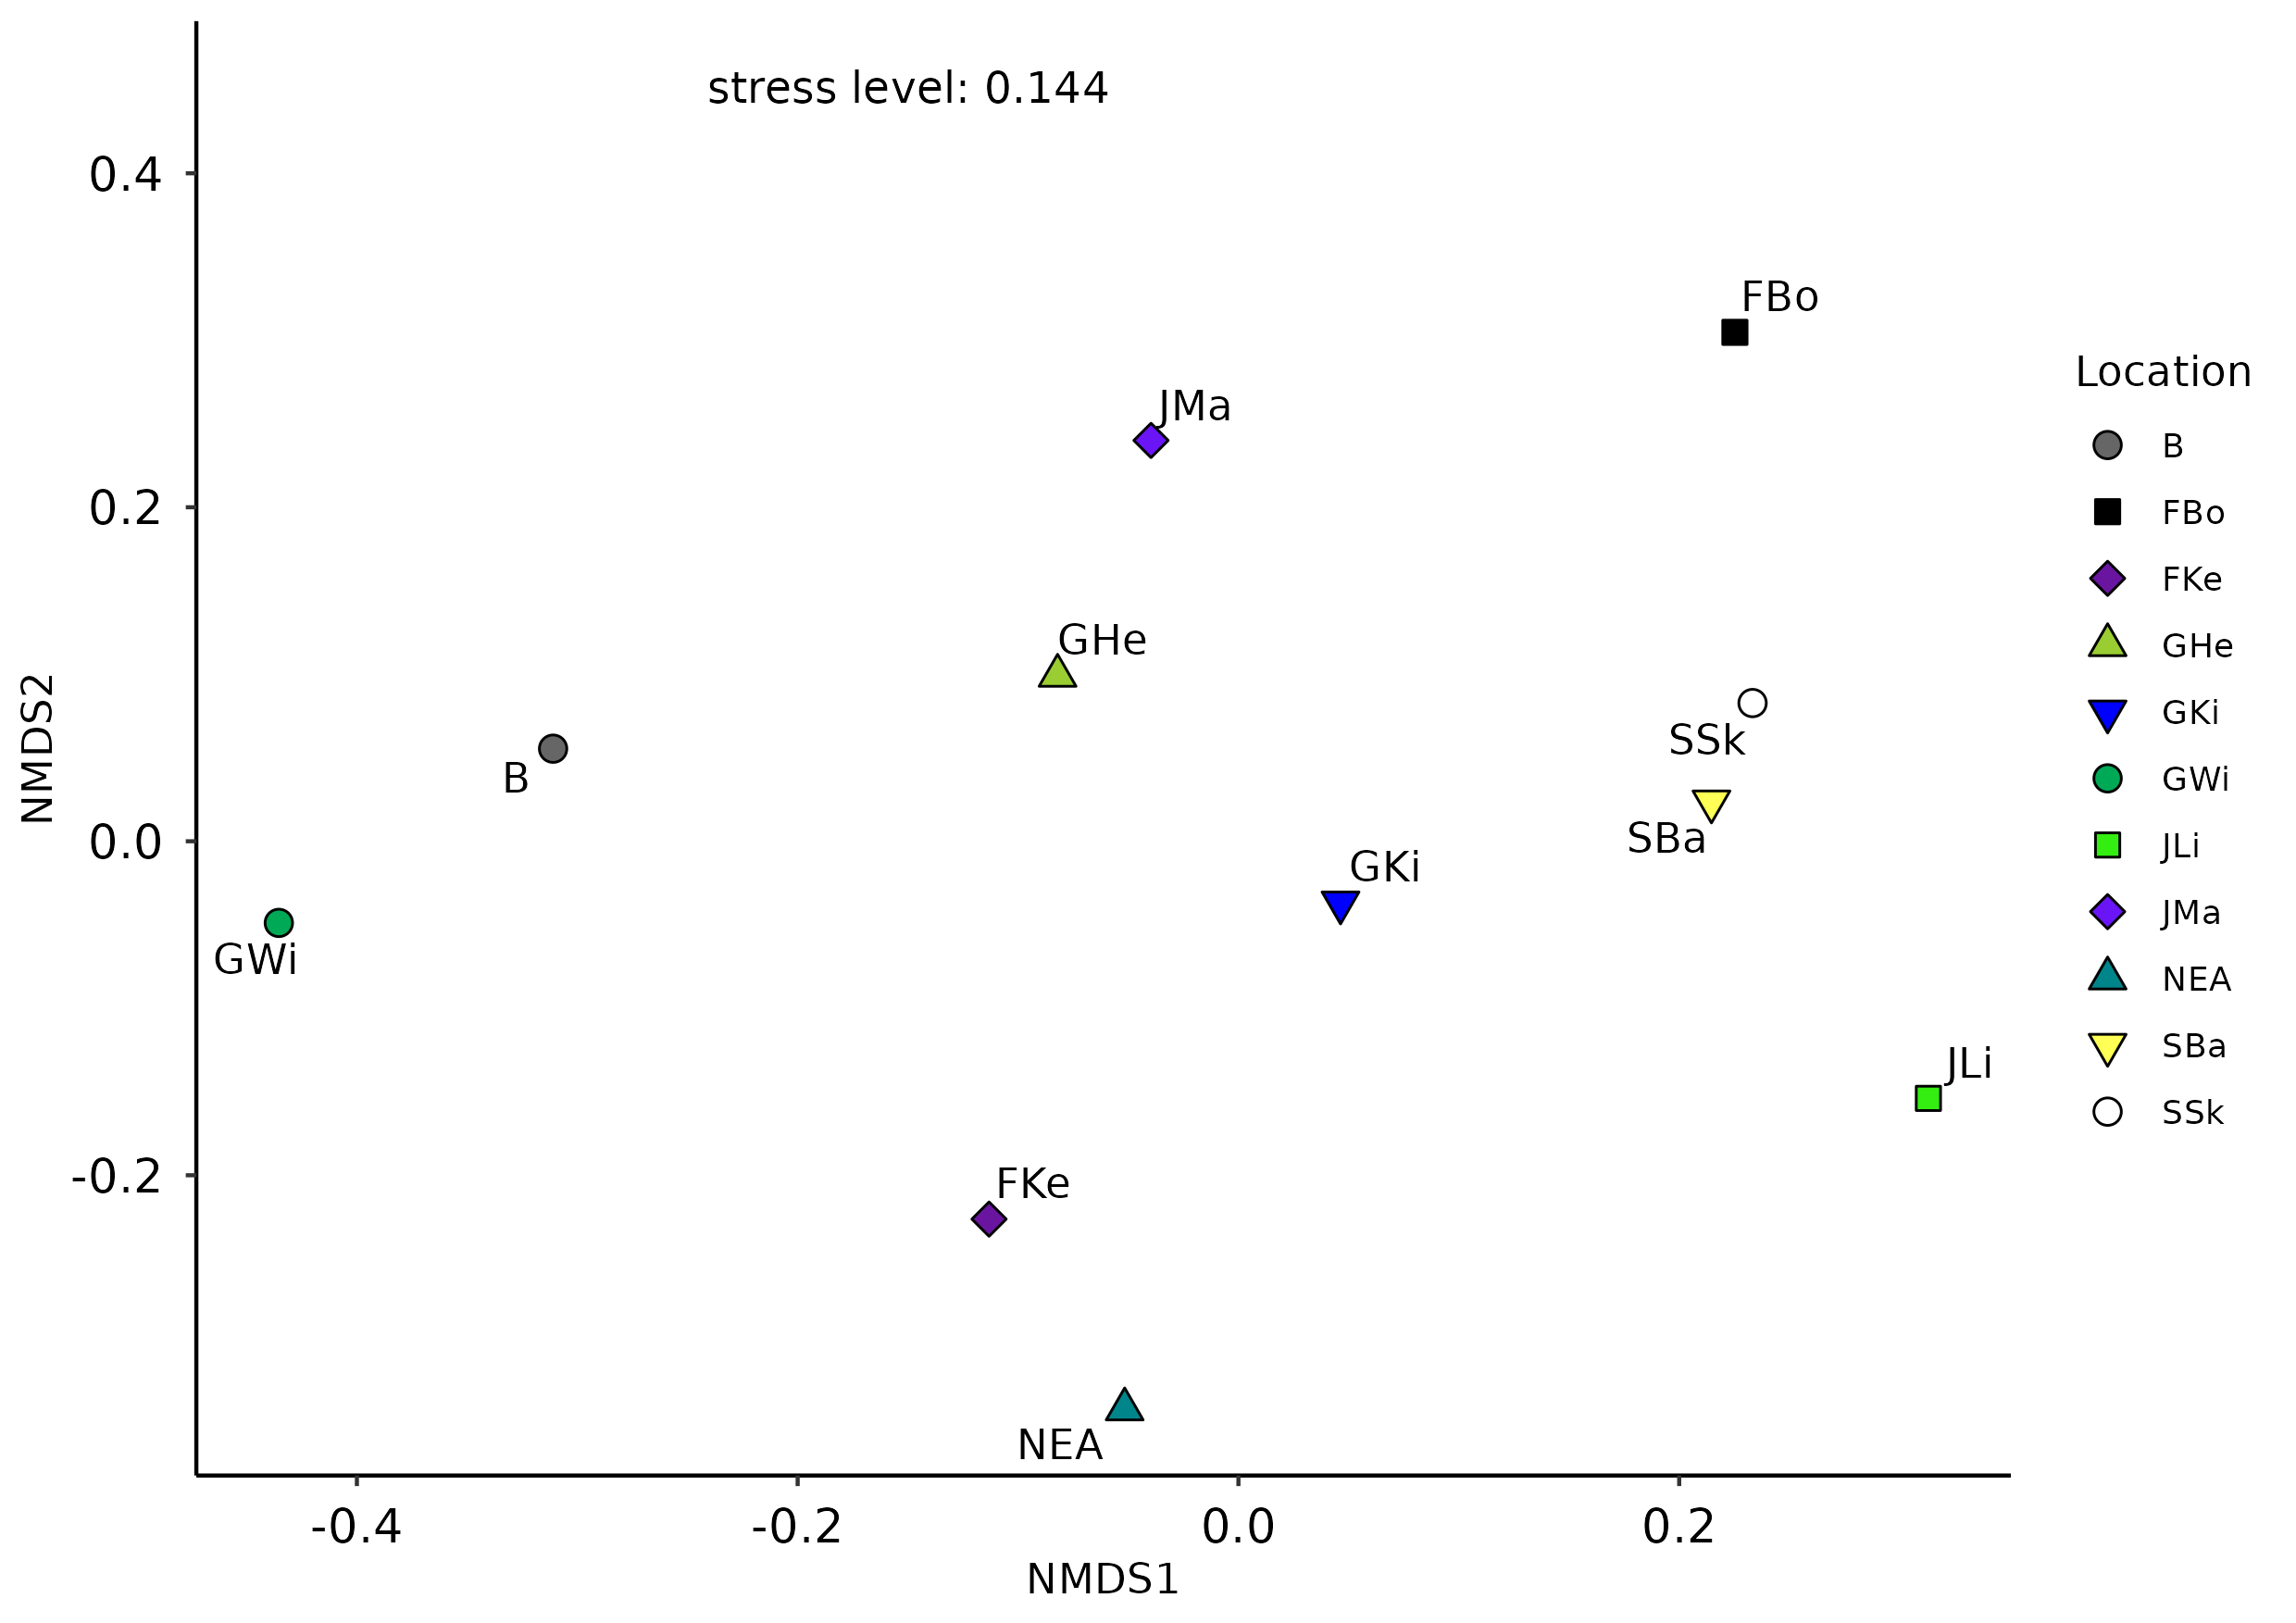 stress level: 0.144
0.4
0.2
0.0
-0.2
NMDS2
FBo
JMa
GHe
SSk
B
SBa
GKi
GWi
JLi
FKe
NEA
-0.4
-0.2
0.0
0.2
NMDS1
Location
B
FBo
FKe
GHe
GKi
GWi
JLi
JMa
NEA
SBa
SSk